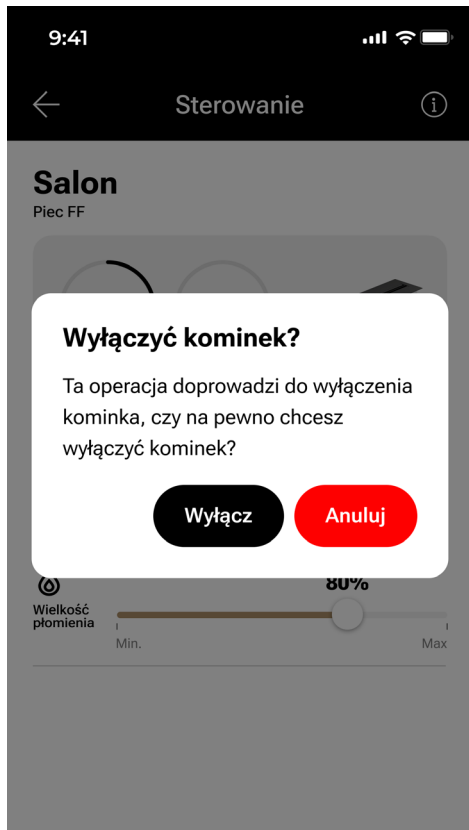 9:41
Sterowanie
Salon
Piec FF
Wyłączyć kominek?
Ta operacja doprowadzi do wyłączenia
kominka, czy na pewno chcesz
wyłączyć kominek?
Wyłącz
Anuluj
80%
Wielkość
płomienia
Min.
Max